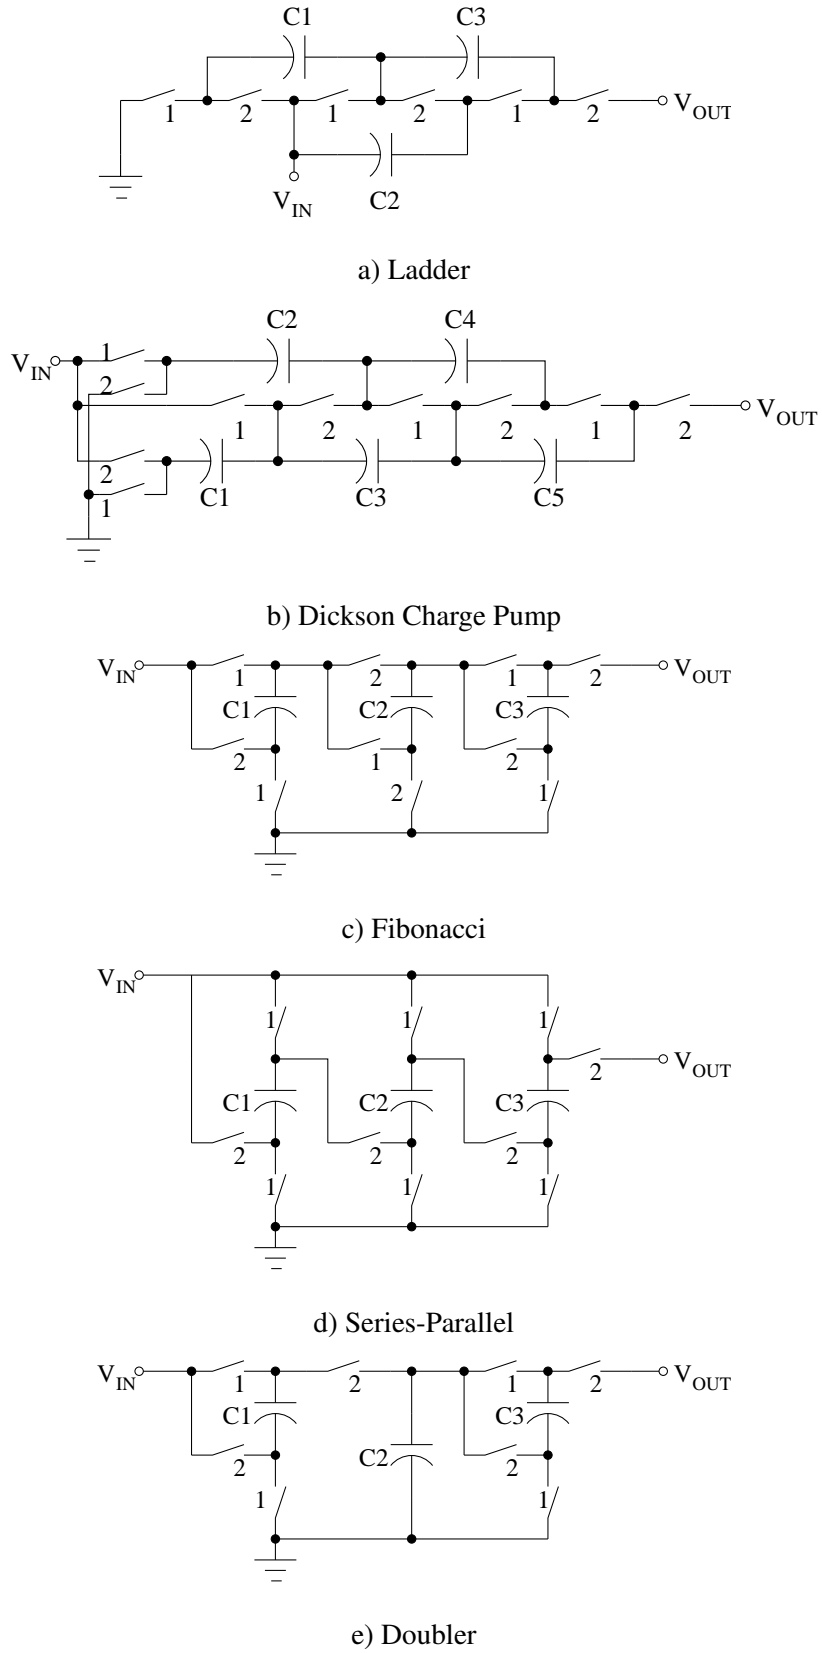 C1 C3
1 2 1 2 1 2 V_OUT
C2
V_IN
a) Ladder
C2 C4
V_IN 1
2
1 2 1 2 1 2 V_OUT
2
C1 C3 C5
1
b) Dickson Charge Pump
V_IN 1 2 1 2 V_OUT
C1 C2 C3
2 1 2
1 2 1
c) Fibonacci
V_IN
1 1 1
2 V_OUT
C1 C2 C3
2 2 2
1 1 1
d) Series-Parallel
V_IN 1 2 1 2 V_OUT
C1 C3
2 C2 2
1 1
e) Doubler